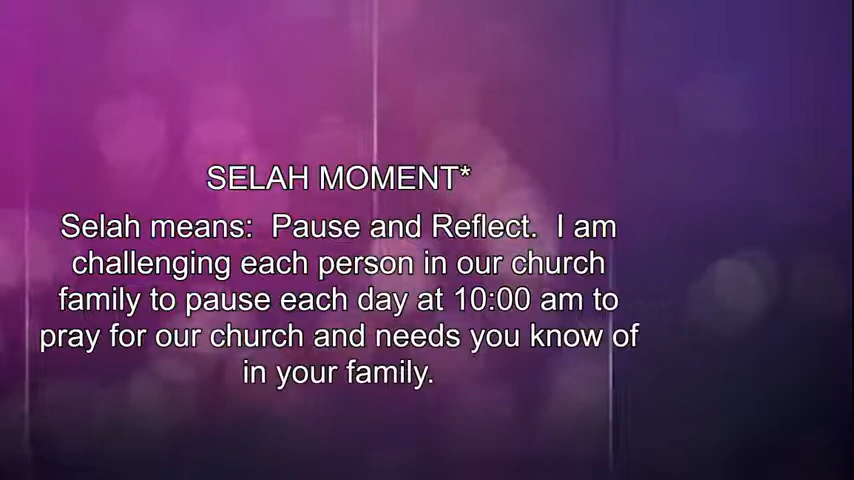 SELAH MOMENT*
Selah means:  Pause and Reflect.  I am
challenging each person in our church
family to pause each day at 10:00 am to
pray for our church and needs you know of
in your family.